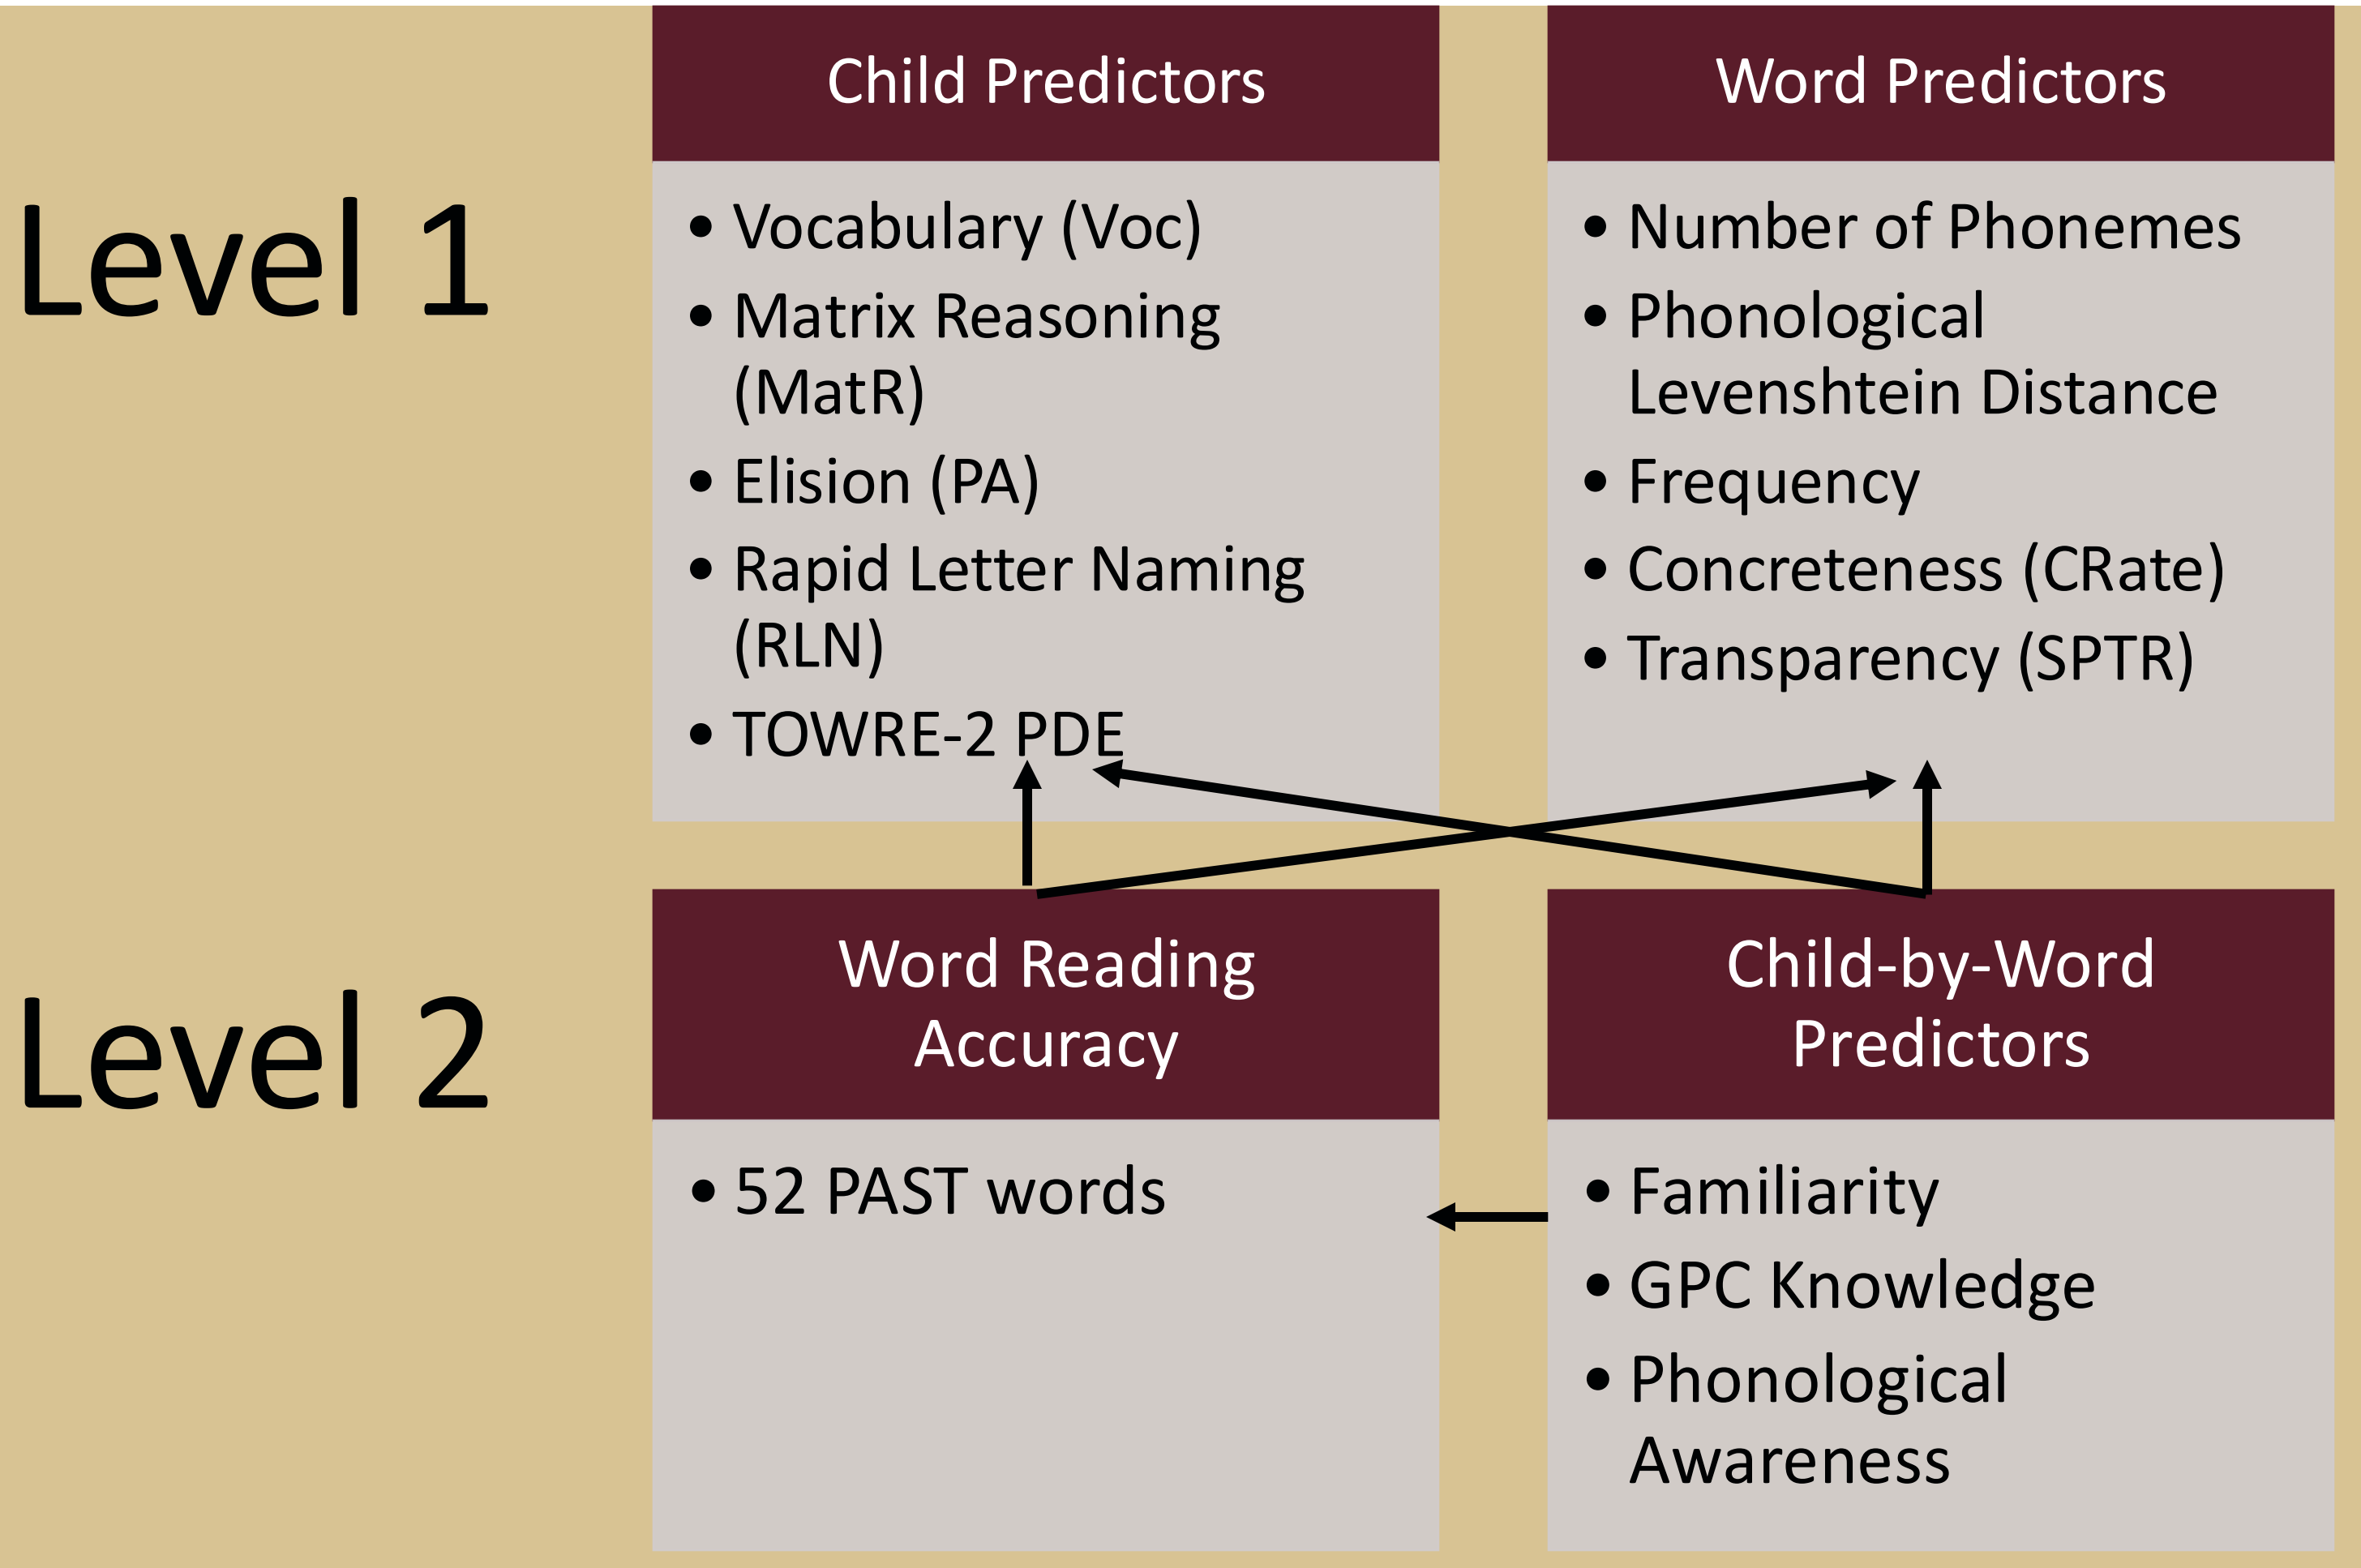 Level 1
Child Predictors
• Vocabulary (Voc)
• Matrix Reasoning
(MatR)
• Elision (PA)
• Rapid Letter Naming
(RLN)
• TOWRE-2 PDE
Word Predictors
• Number of Phonemes
• Phonological
Levenshtein Distance
• Frequency
• Concreteness (CRate)
• Transparency (SPTR)
Level 2
Word Reading
Accuracy
• 52 PAST words
Child-by-Word
Predictors
• Familiarity
• GPC Knowledge
• Phonological
Awareness